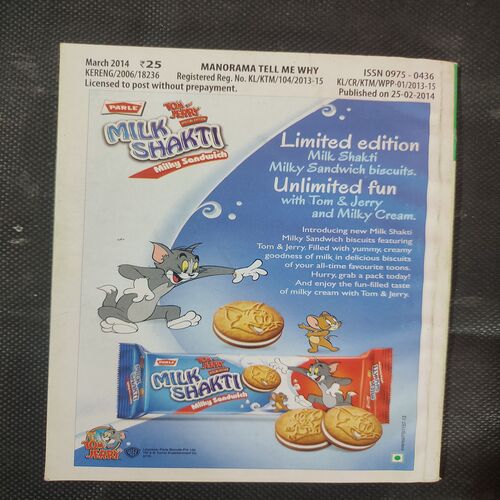 March 2014 ₹25 MANORAMA TELL ME WHY ISSN 0975 - 0436
KERENG/2006/18236 Registered Reg. No. KL/KTM/104/2013-15 KL/CR/KTM/WPP-01/2013-15
Licensed to post without prepayment. Published on 25-02-2014
PARLE
TOM and JERRY
MILK
SHAKTI
Milky Sandwich
Limited edition
Milk Shakti
Milky Sandwich biscuits.
Unlimited fun
with Tom & Jerry
and Milky Cream.
Introducing new Milk Shakti
Milky Sandwich biscuits featuring
Tom & Jerry. Filled with yummy, creamy
goodness of milk in delicious biscuits
of your all-time favourite toons.
Hurry, grab a pack today!
And enjoy the fun-filled taste
of milky cream with Tom & Jerry.
PARLE
MILK
SHAKTI
Milky Sandwich
TOM and JERRY